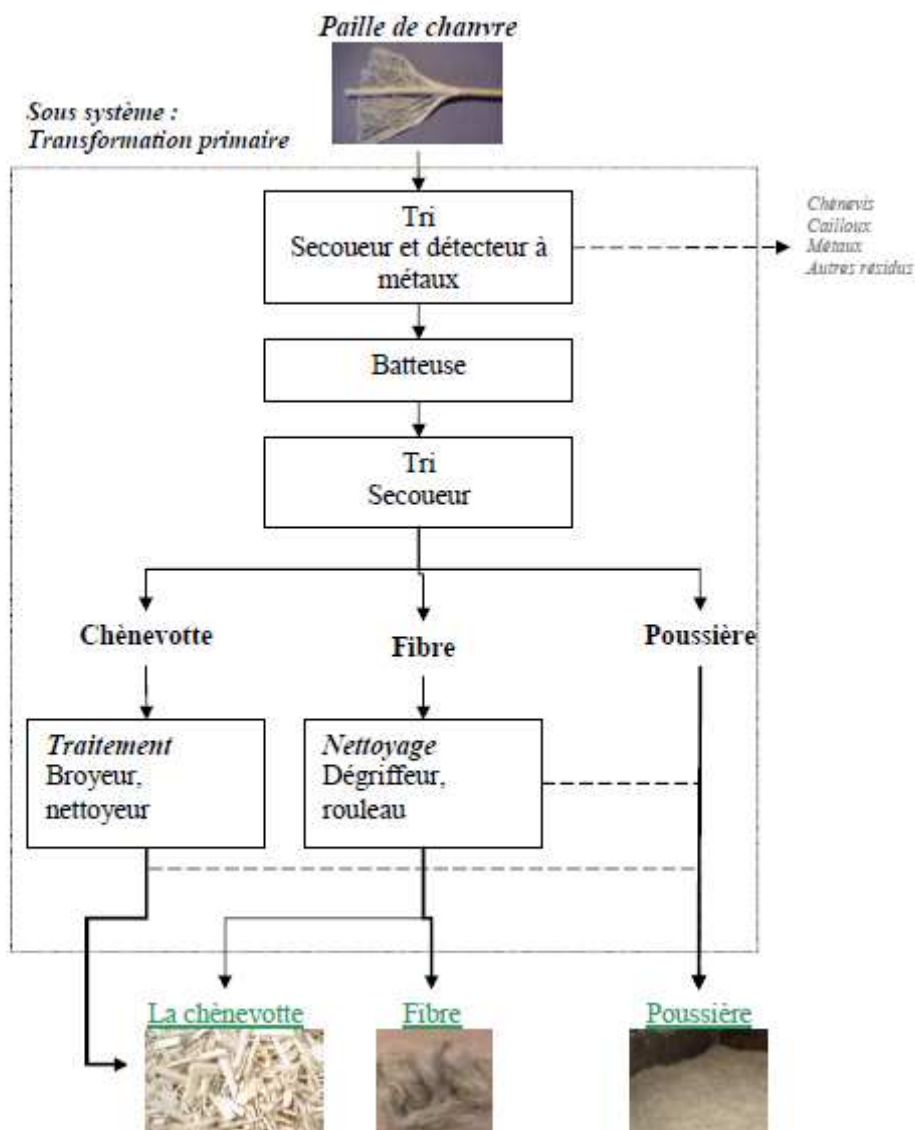 Paille de chanvre
Sous système :
Transformation primaire
Tri
Secoueur et détecteur à
métaux
Chènevis
Cailloux
Métaux
Autres résidus
Batteuse
Tri
Secoueur
Chènevotte
Fibre
Poussière
Traitement
Broyeur,
nettoyeur
Nettoyage
Dégriffeur,
rouleau
La chènevotte
Fibre
Poussière